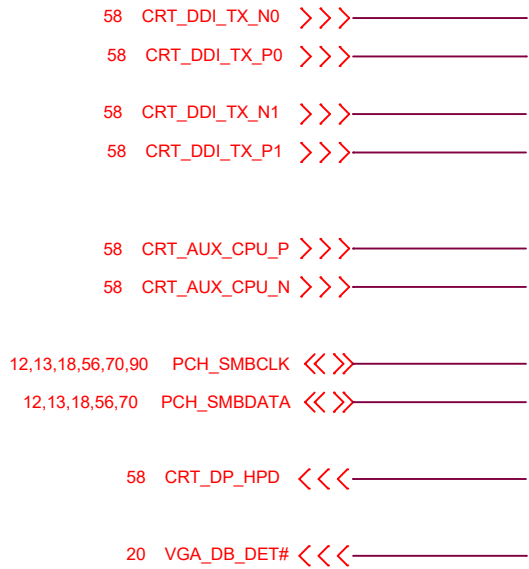 58 CRT_DDI_TX_N0
58 CRT_DDI_TX_P0
58 CRT_DDI_TX_N1
58 CRT_DDI_TX_P1
58 CRT_AUX_CPU_P
58 CRT_AUX_CPU_N
12,13,18,56,70,90 PCH_SMBCLK
12,13,18,56,70 PCH_SMBDATA
58 CRT_DP_HPD
20 VGA_DB_DET#